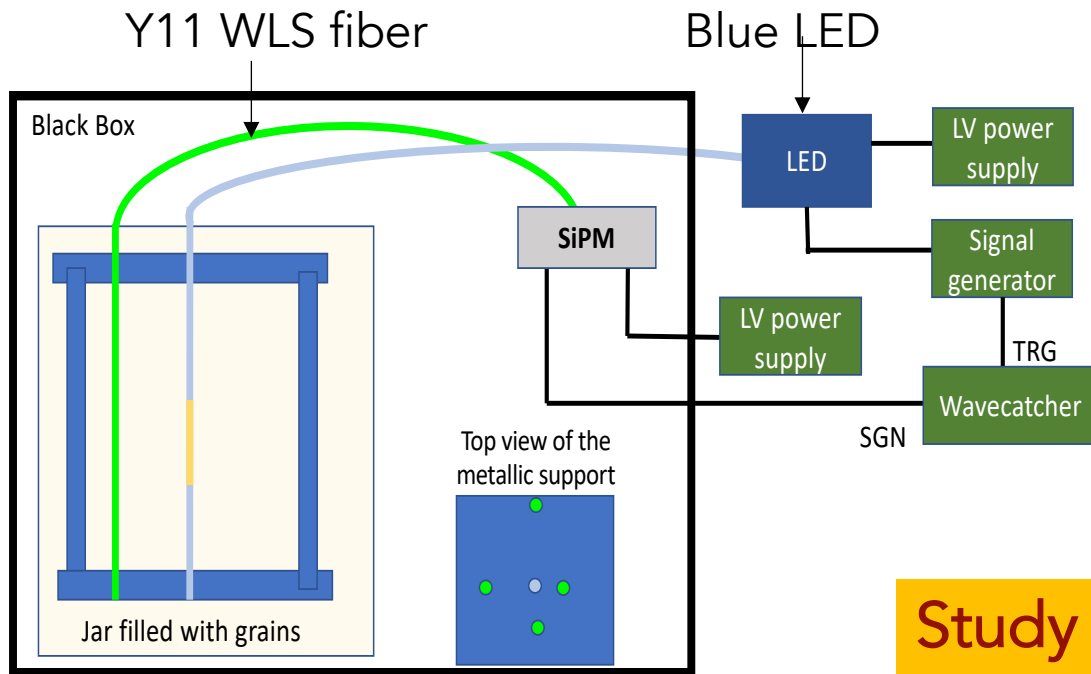 Y11 WLS fiber
Blue LED
Black Box
LED
LV power
supply
SiPM
Signal
generator
LV power
supply
TRG
Wavecatcher
SGN
Top view of the
metallic support
Jar filled with grains
Study